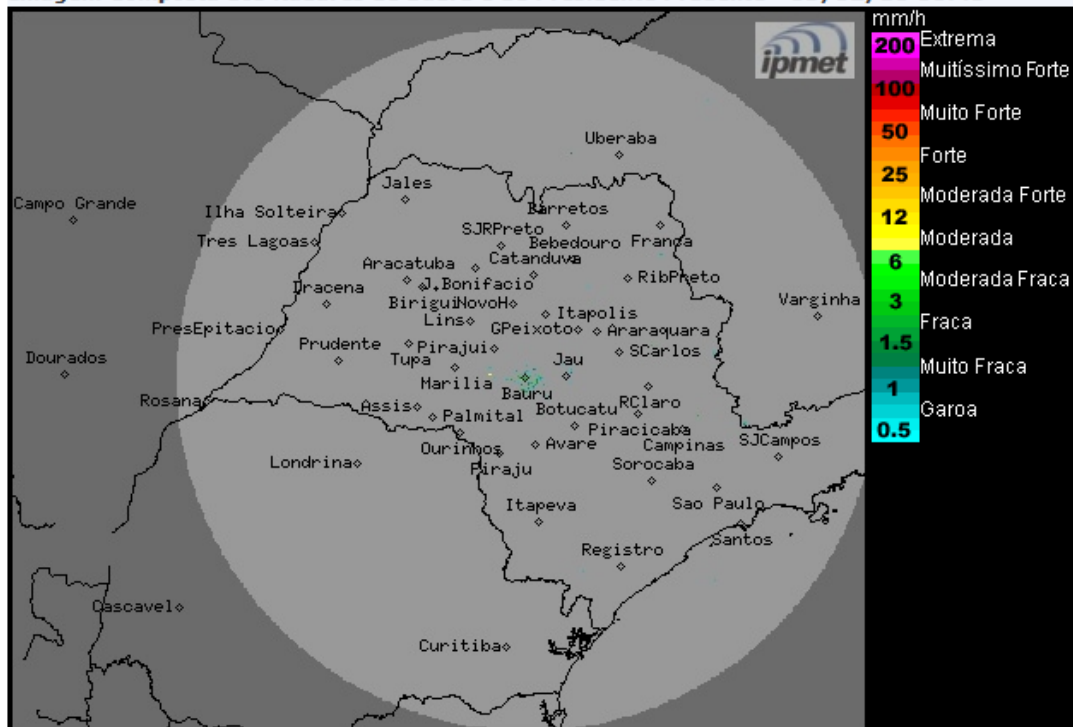 mm/h
ipmet
200 Extrema
Muitíssimo Forte
100
Muito Forte
50
Forte
25
Moderada Forte
12
Moderada
6
Moderada Fraca
3
Fraca
1.5
Muito Fraca
1
Garoa
0.5
Uberaba
Jales
Campo Grande
Ilha Solteira
Barretos
Tres Lagoas
SJRPreto
Bebedouro
Franca
Aracatuba
Catanduva
J.Bonifacio
RibPreto
Dracena
Birigui
NovoH
Varginha
Itapolis
Lins
PresEpitacio
GPeixoto
Araraquara
Prudente
Pirajui
SCarlos
Dourados
Tupa
Jau
Marilia
Bauru
Rosana
Assis
Palmital
Botucatu
RClaro
Piracicaba
Ourinhos
Avare
Campinas
SJCampos
Londrina
Piraju
Sorocaba
Itapeva
Sao Paulo
Santos
Registro
Cascavel
Curitiba